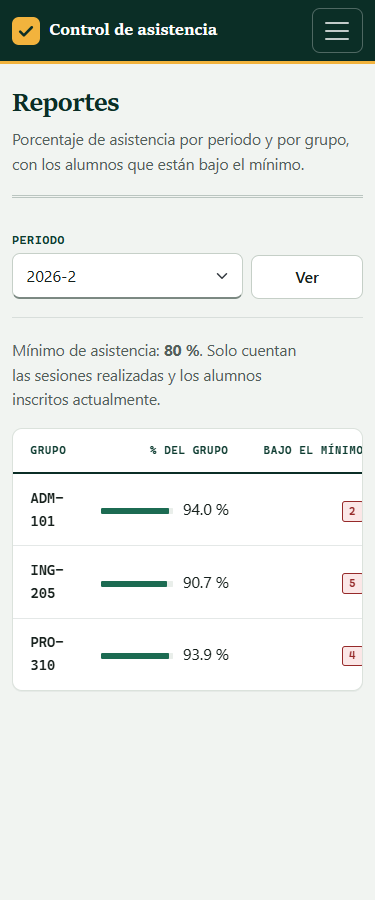 Control de asistencia
Reportes
Porcentaje de asistencia por periodo y por grupo,
con los alumnos que están bajo el mínimo.
PERIODO
2026-2
Ver
Mínimo de asistencia: 80 %. Solo cuentan
las sesiones realizadas y los alumnos
inscritos actualmente.
GRUPO % DEL GRUPO BAJO EL MÍNIMO
ADM-
101 94.0 % 2
ING-
205 90.7 % 5
PRO-
310 93.9 % 4